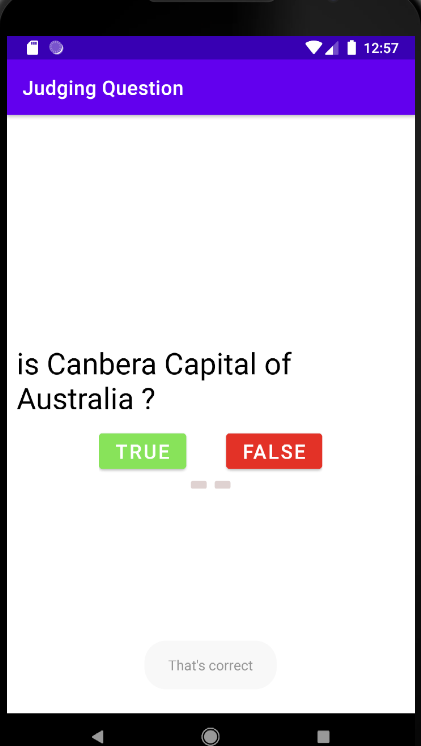 12:57
Judging Question
is Canbera Capital of
Australia ?
TRUE FALSE
That's correct